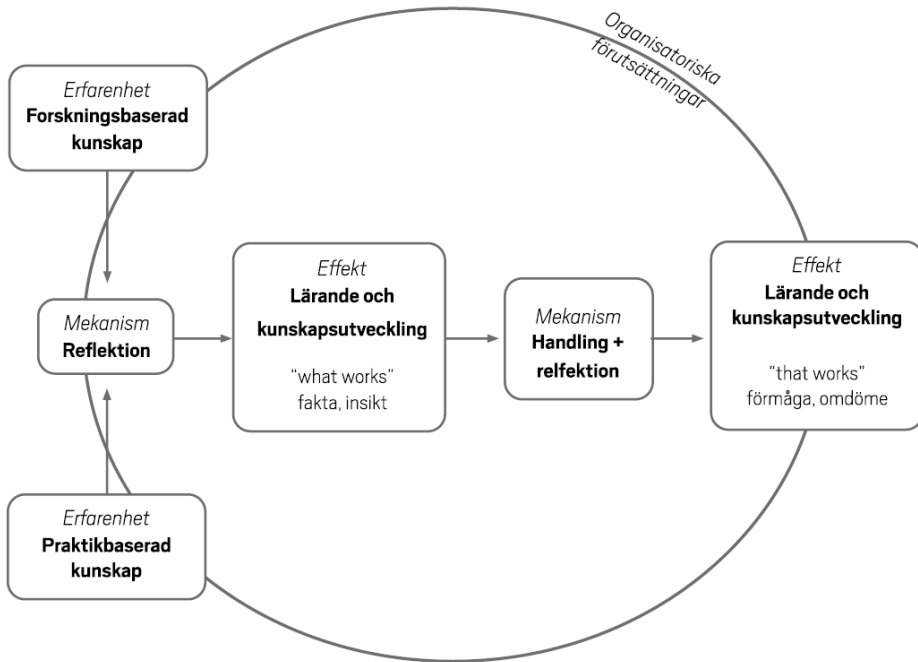 Organisatoriska
förutsättningar
Erfarenhet
Forskningsbaserad
kunskap
Mekanism
Reflektion
Effekt
Lärande och
kunskapsutveckling
"what works"
fakta, insikt
Mekanism
Handling +
relfektion
Effekt
Lärande och
kunskapsutveckling
"that works"
förmåga, omdöme
Erfarenhet
Praktikbaserad
kunskap